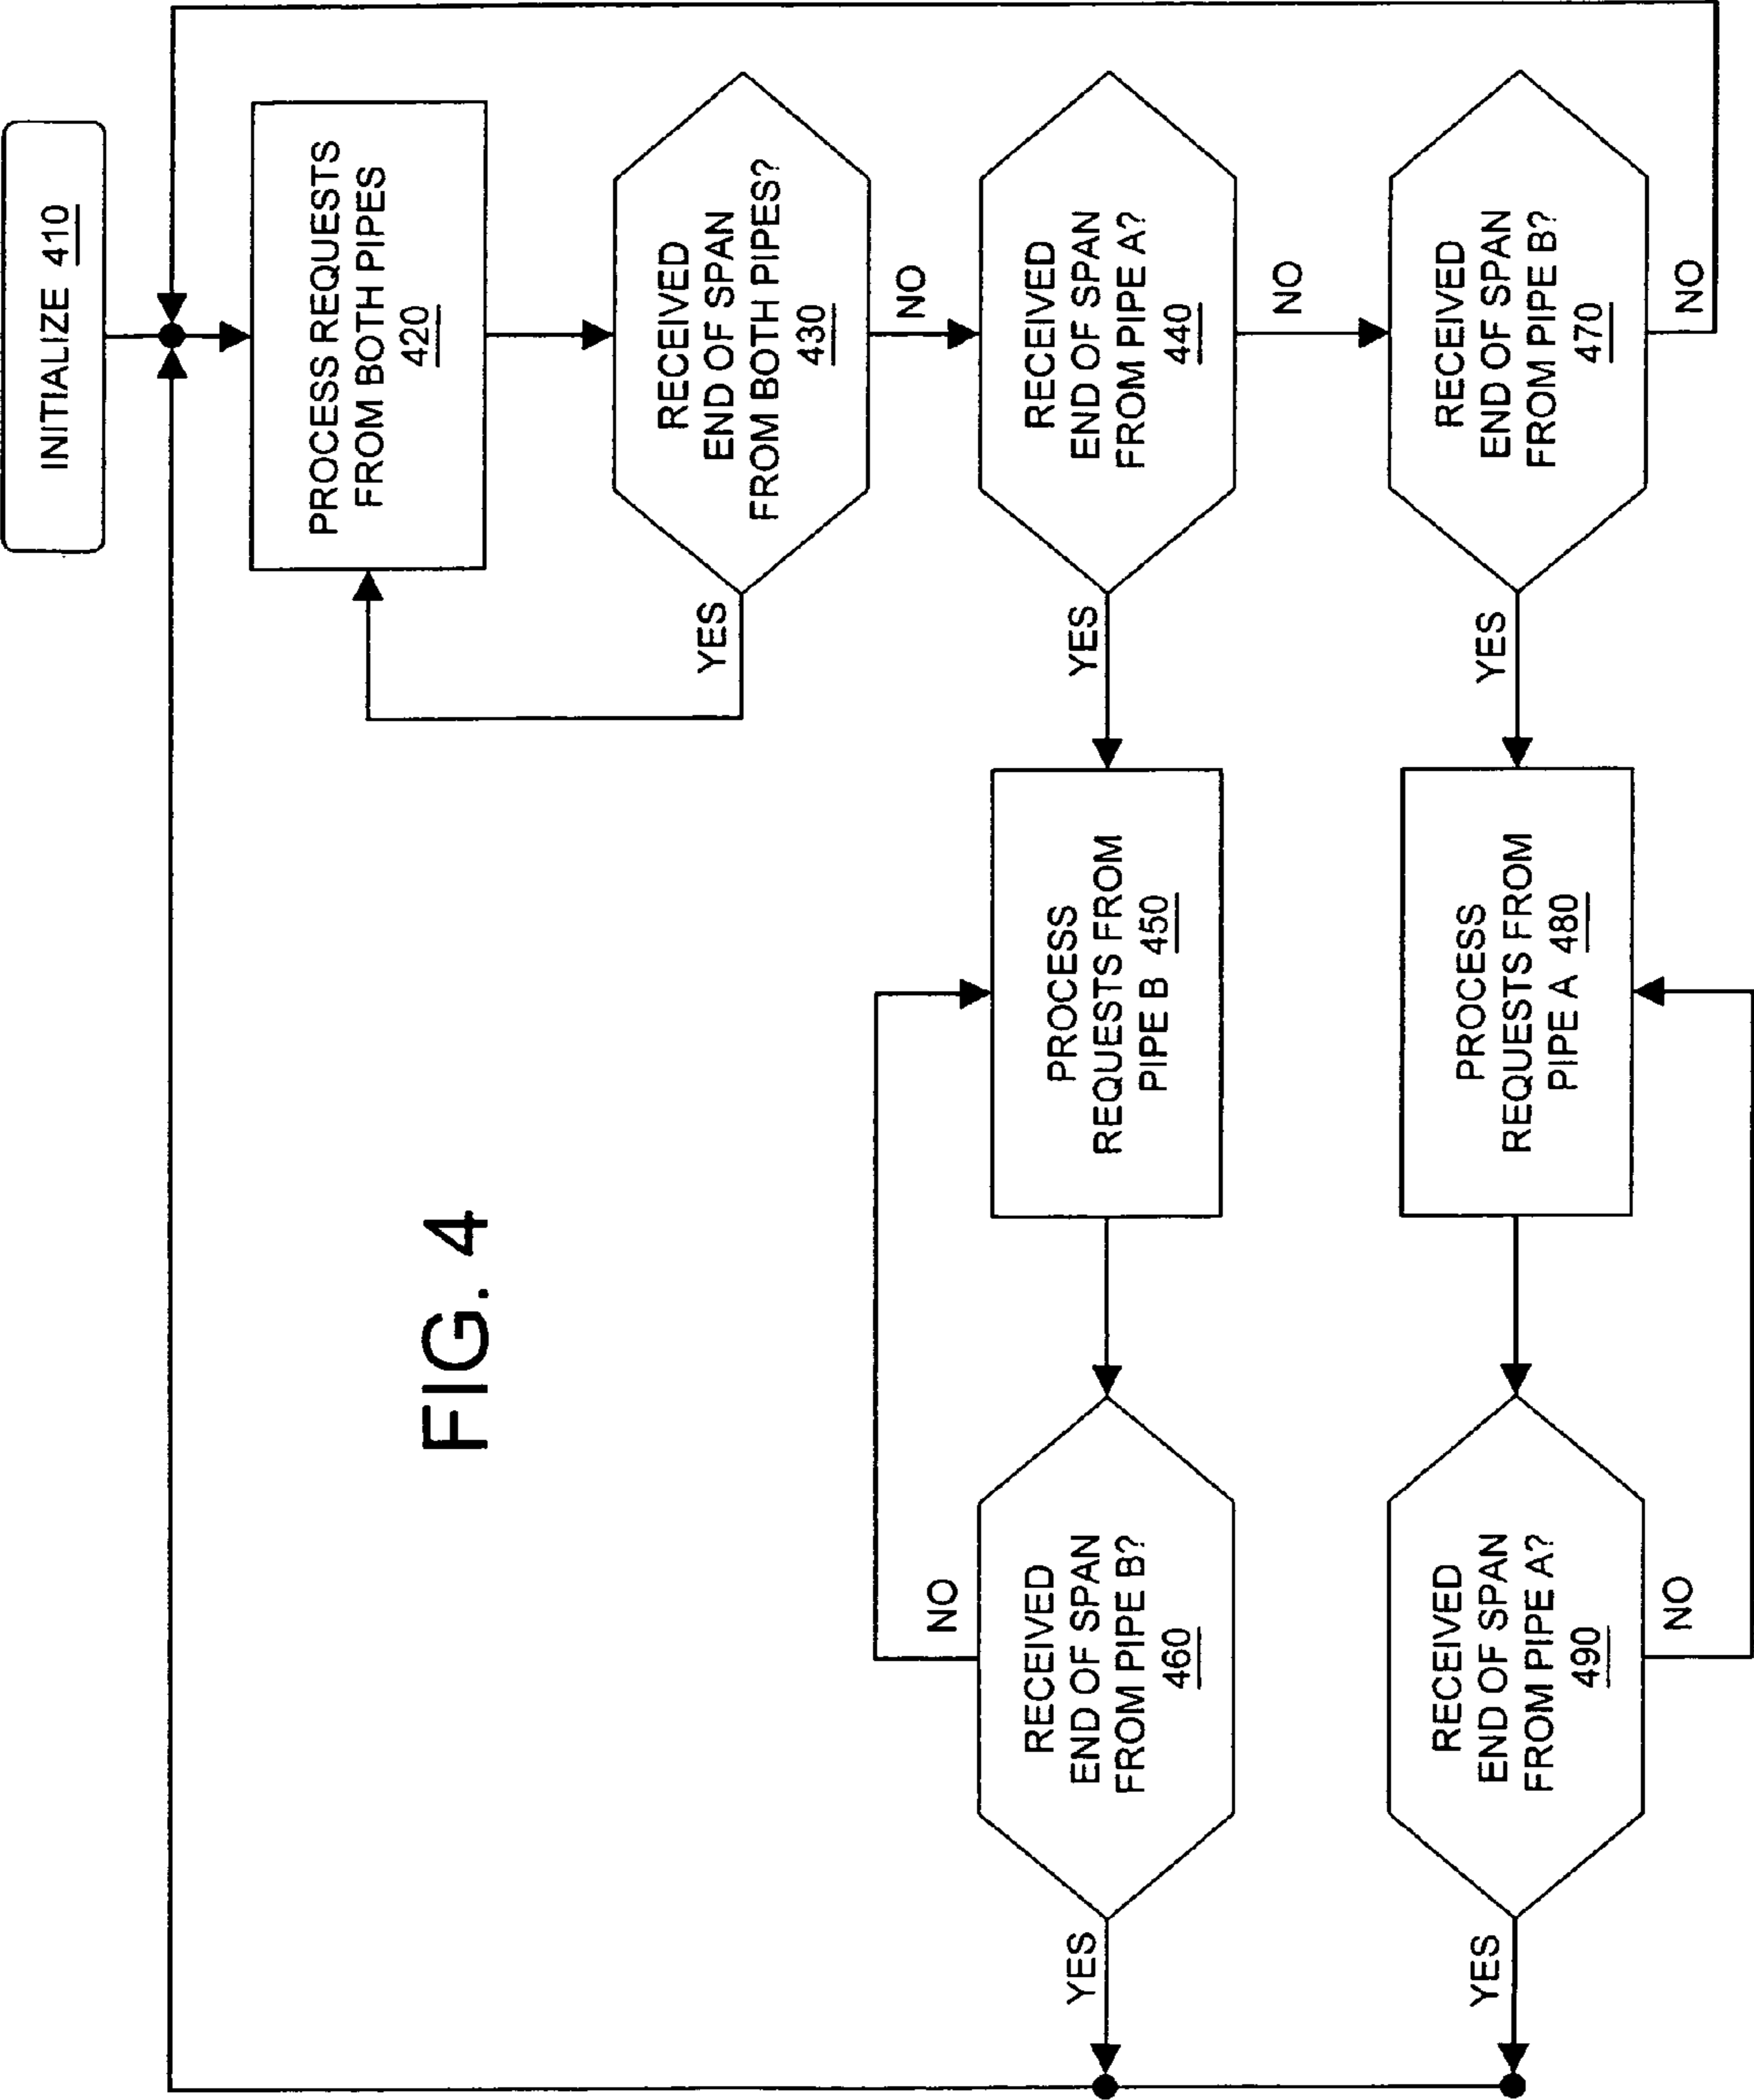 INITIALIZE 410
PROCESS REQUESTS
FROM BOTH PIPES
420
RECEIVED
END OF SPAN
FROM BOTH PIPES?
430
YES
NO
RECEIVED
END OF SPAN
FROM PIPE A?
440
YES
NO
PROCESS
REQUESTS FROM
PIPE B 450
RECEIVED
END OF SPAN
FROM PIPE B?
460
NO
YES
RECEIVED
END OF SPAN
FROM PIPE B?
470
YES
NO
PROCESS
REQUESTS FROM
PIPE A 480
RECEIVED
END OF SPAN
FROM PIPE A?
490
NO
YES
FIG. 4